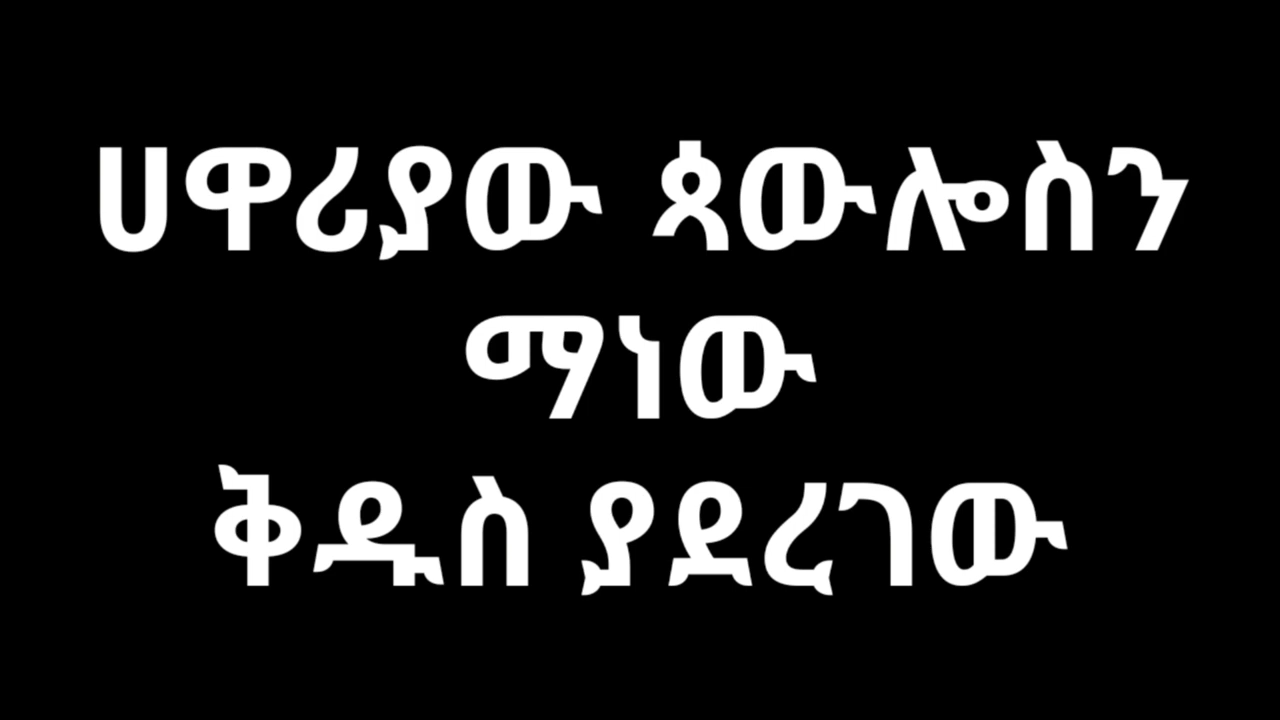 ሀዋሪያው ጳውሎስን
ማነው
ቅዱስ ያደረገው